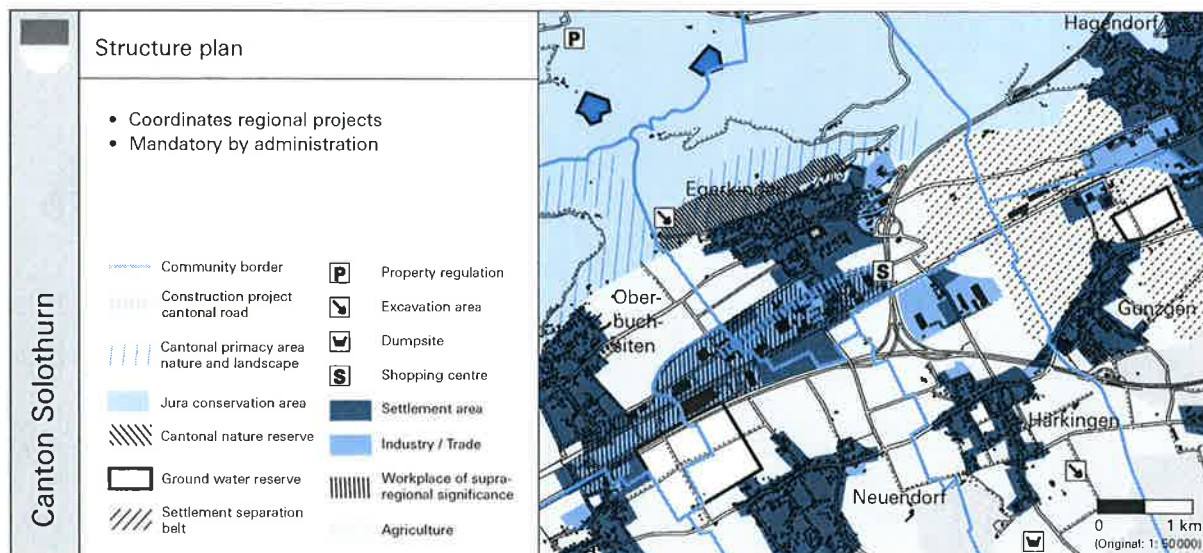 Canton Solothurn
Structure plan
• Coordinates regional projects
• Mandatory by administration
Community border
Construction project
cantonal road
Cantonal primacy area
nature and landscape
Jura conservation area
Cantonal nature reserve
Ground water reserve
Settlement separation
belt
P Property regulation
Excavation area
Dumpsite
S Shopping centre
Settlement area
Industry / Trade
Workplace of supra-
regional significance
Agriculture
P
Hagendorf
Egerkingen
S
Ober-
buch-
siten
Gunzgen
Härkingen
Neuendorf
0 1 km
(Original: 1:50000)